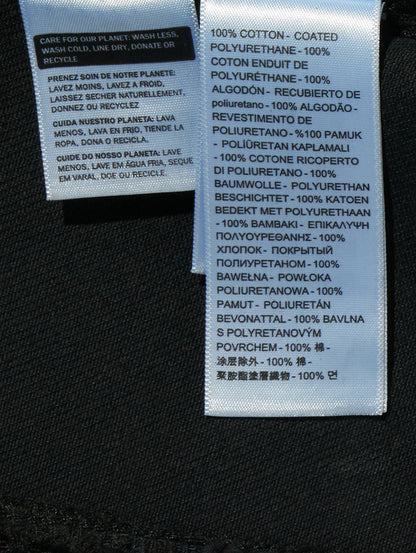 CARE FOR OUR PLANET: WASH LESS,
WASH COLD, LINE DRY, DONATE OR
RECYCLE
PRENEZ SOIN DE NOTRE PLANETE:
LAVEZ MOINS, LAVEZ A FROID,
LAISSEZ SECHER NATURELLEMENT,
DONNEZ OU RECYCLEZ
CUIDA NUESTRO PLANETA: LAVA
MENOS, LAVA EN FRIO, TIENDE LA
ROPA, DONA O RECICLA.
CUIDE DO NOSSO PLANETA: LAVE
MENOS, LAVE EM ÁGUA FRIA, SEQUE
EM VARAL, DOE OU RECICLE.
100% COTTON - COATED
POLYURETHANE - 100%
COTON ENDUIT DE
POLYURÉTHANE - 100%
ALGODÓN - RECUBIERTO DE
poliuretano - 100% ALGODÃO -
REVESTIMENTO DE
POLIURETANO - %100 PAMUK
- POLİÜRETAN KAPLAMALI
- 100% COTONE RICOPERTO
DI POLIURETANO - 100%
BAUMWOLLE - POLYURETHAN
BESCHICHTET - 100% KATOEN
BEDEKT MET POLYURETHAAN
- 100% ΒΑΜΒΑΚΙ - ΕΠΙΚΑΛΥΨΗ
ΠΟΛΥΟΥΡΕΘΑΝΗΣ - 100%
ХЛОПОК - ПОКРЫТЫЙ
ПОЛИУРЕТАНОМ - 100%
BAWEŁNA - POWŁOKA
POLIURETANOWA - 100%
PAMUT - POLIURETÁN
BEVONATTAL - 100% BAVLNA
S POLYRETANOVÝM
POVRCHEM - 100% 棉 -
涂层除外 - 100% 棉 -
聚胺酯塗層織物 - 100% 면